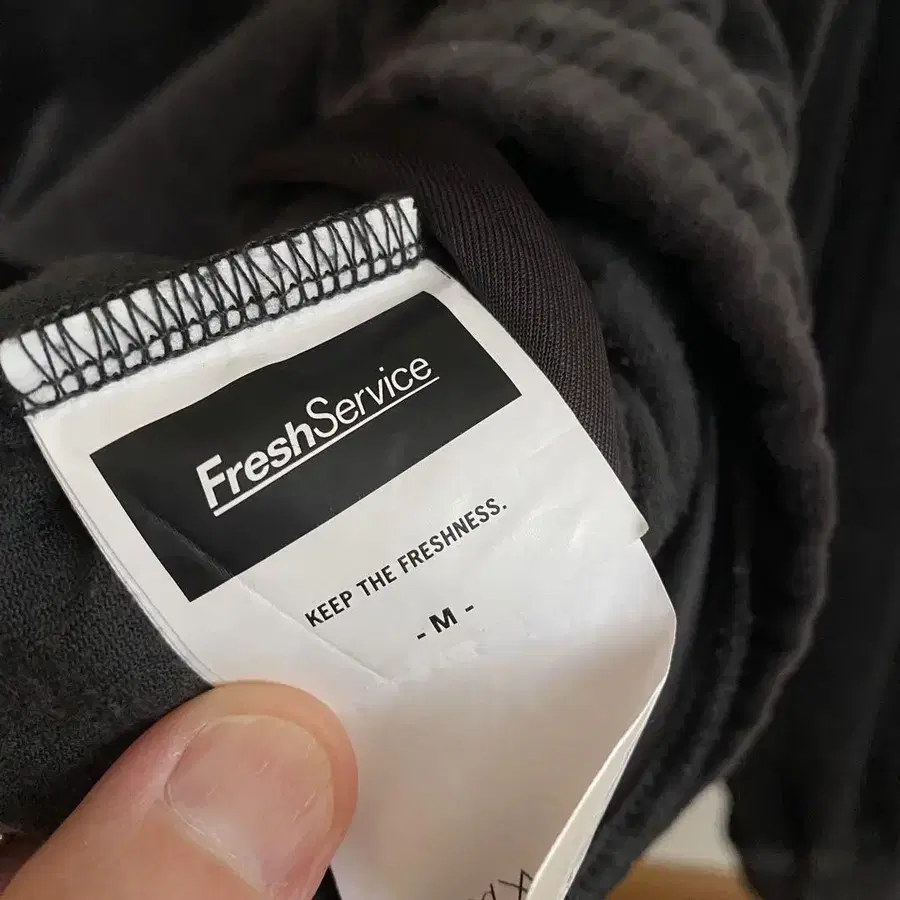 FreshService
KEEP THE FRESHNESS.
- M -